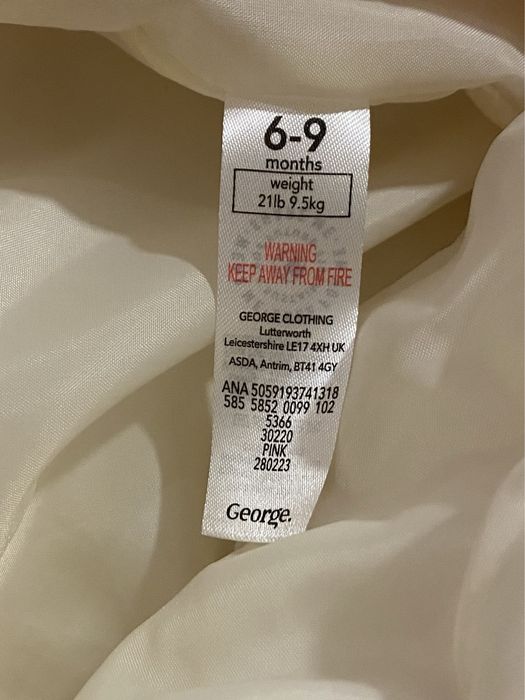 6-9
months
weight
21lb 9.5kg
WARNING
KEEP AWAY FROM FIRE
GEORGE CLOTHING
Lutterworth
Leicestershire LE17 4XH UK
ASDA, Antrim, BT41 4GY
ANA 5059193741318
585 5852 0099 102
5366
30220
PINK
280223
George.